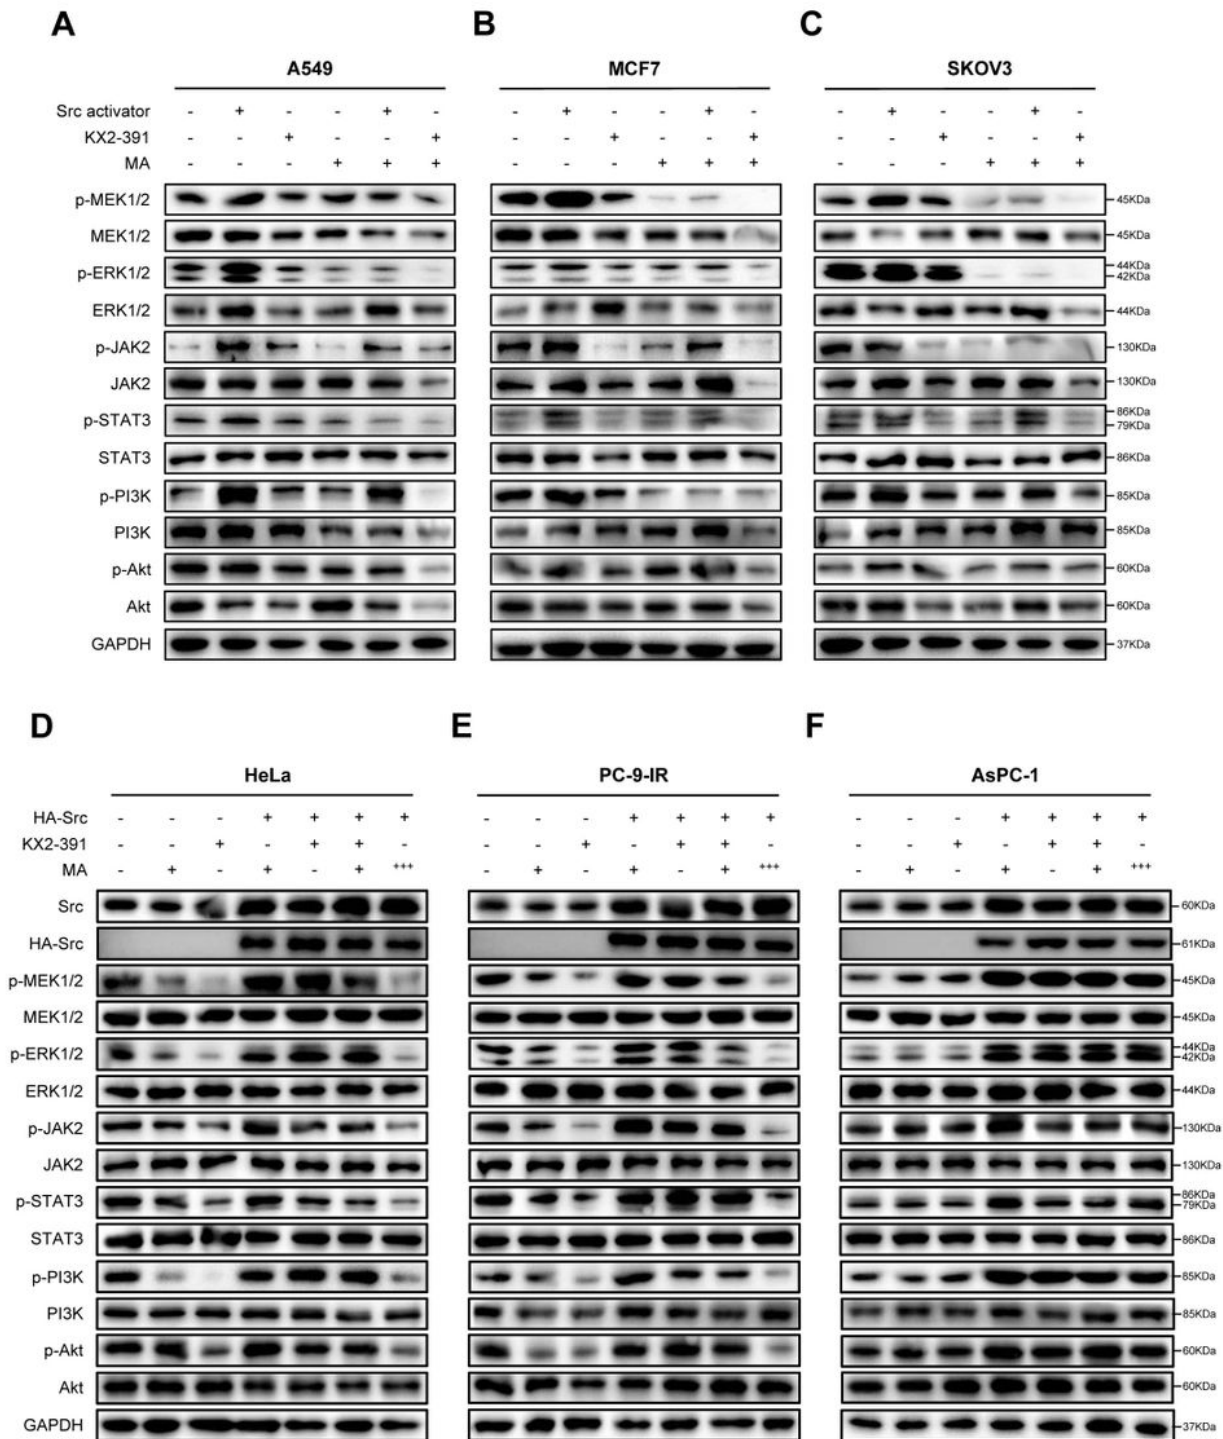 A B C
A549 MCF7 SKOV3
Src activator - + - - + - - + - - + - - + - - + -
KX2-391 - - + - - + - - + - - + - - + - - +
MA - - - + + + - - - + + + - - - + + +
p-MEK1/2 45KDa
MEK1/2 45KDa
p-ERK1/2 44KDa 42KDa
ERK1/2 44KDa
p-JAK2 130KDa
JAK2 130KDa
p-STAT3 86KDa 79KDa
STAT3 86KDa
p-PI3K 85KDa
PI3K 85KDa
p-Akt 60KDa
Akt 60KDa
GAPDH 37KDa
D E F
HeLa PC-9-IR AsPC-1
HA-Src - - - + + + + - - - + + + + - - - + + + +
KX2-391 - - + - + + - - - + - + + - - - + - + + -
MA - + - + - + +++ - + - + - + +++ - + - + - + +++
Src 60KDa
HA-Src 61KDa
p-MEK1/2 45KDa
MEK1/2 45KDa
p-ERK1/2 44KDa 42KDa
ERK1/2 44KDa
p-JAK2 130KDa
JAK2 130KDa
p-STAT3 86KDa 79KDa
STAT3 86KDa
p-PI3K 85KDa
PI3K 85KDa
p-Akt 60KDa
Akt 60KDa
GAPDH 37KDa